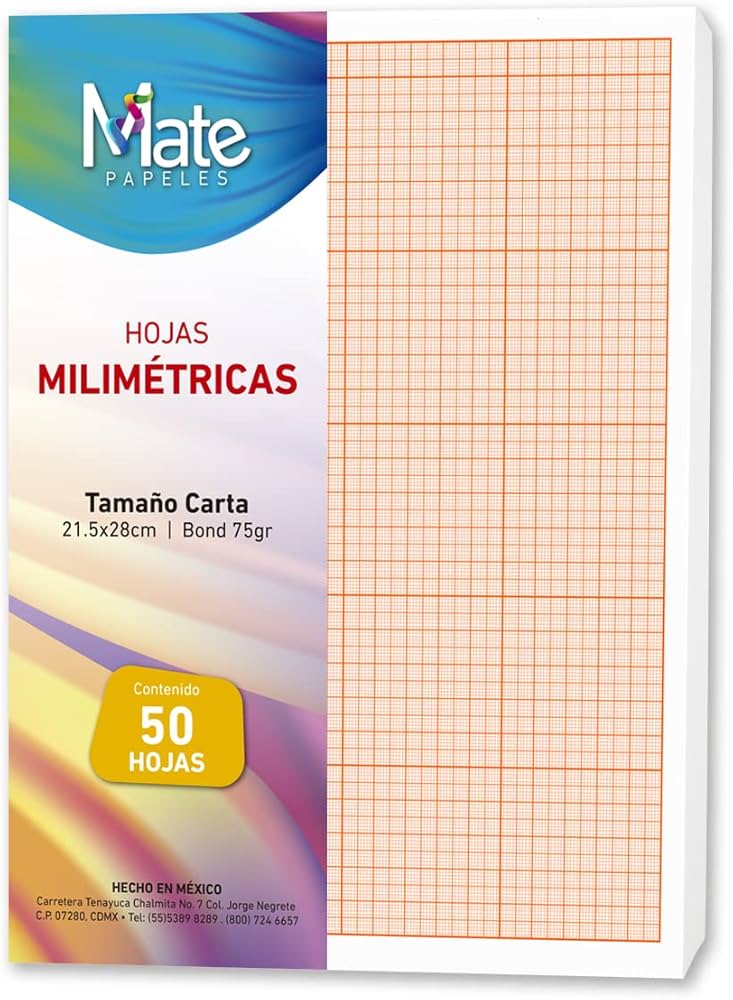 Mate
PAPELES
HOJAS
MILIMÉTRICAS
Tamaño Carta
21.5x28cm | Bond 75gr
Contenido
50
HOJAS
HECHO EN MÉXICO
Carretera Tenayuca Chalmita No. 7 Col. Jorge Negrete
C.P. 07280, CDMX • Tel: (55)5389 8289 . (800) 724 6657